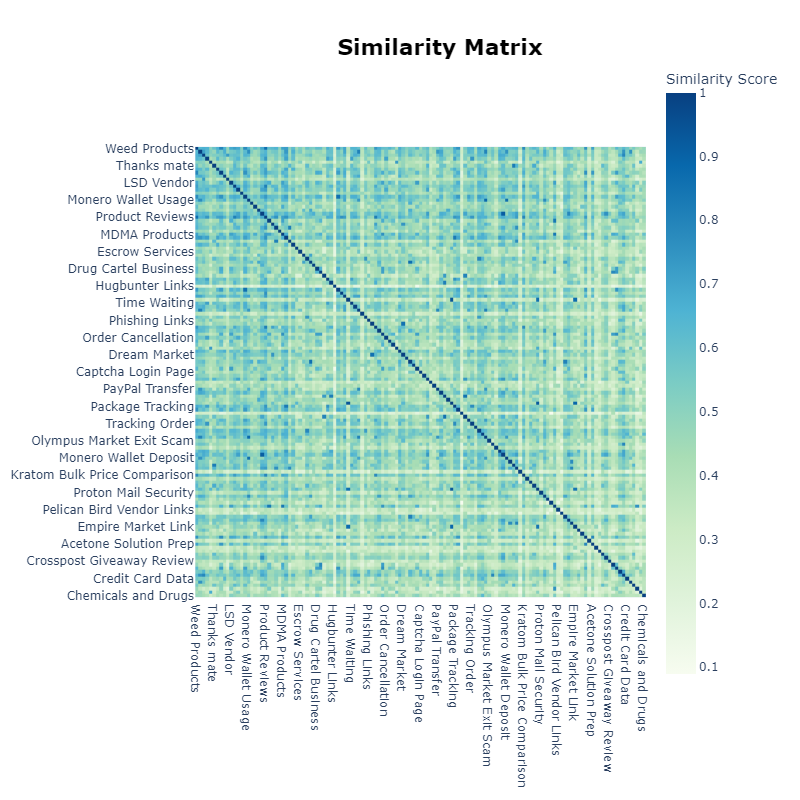 Similarity Matrix
Similarity Score
1
0.9
0.8
0.7
0.6
0.5
0.4
0.3
0.2
0.1
Weed Products
Thanks mate
LSD Vendor
Monero Wallet Usage
Product Reviews
MDMA Products
Escrow Services
Drug Cartel Business
Hugbunter Links
Time Waiting
Phishing Links
Order Cancellation
Dream Market
Captcha Login Page
PayPal Transfer
Package Tracking
Tracking Order
Olympus Market Exit Scam
Monero Wallet Deposit
Kratom Bulk Price Comparison
Proton Mail Security
Pelican Bird Vendor Links
Empire Market Link
Acetone Solution Prep
Crosspost Giveaway Review
Credit Card Data
Chemicals and Drugs
Weed Products
Thanks mate
LSD Vendor
Monero Wallet Usage
Product Reviews
MDMA Products
Escrow Services
Drug Cartel Business
Hugbunter Links
Time Waiting
Phishing Links
Order Cancellation
Dream Market
Captcha Login Page
PayPal Transfer
Package Tracking
Tracking Order
Olympus Market Exit Scam
Monero Wallet Deposit
Kratom Bulk Price Comparison
Proton Mail Security
Pelican Bird Vendor Links
Empire Market Link
Acetone Solution Prep
Crosspost Giveaway Review
Credit Card Data
Chemicals and Drugs